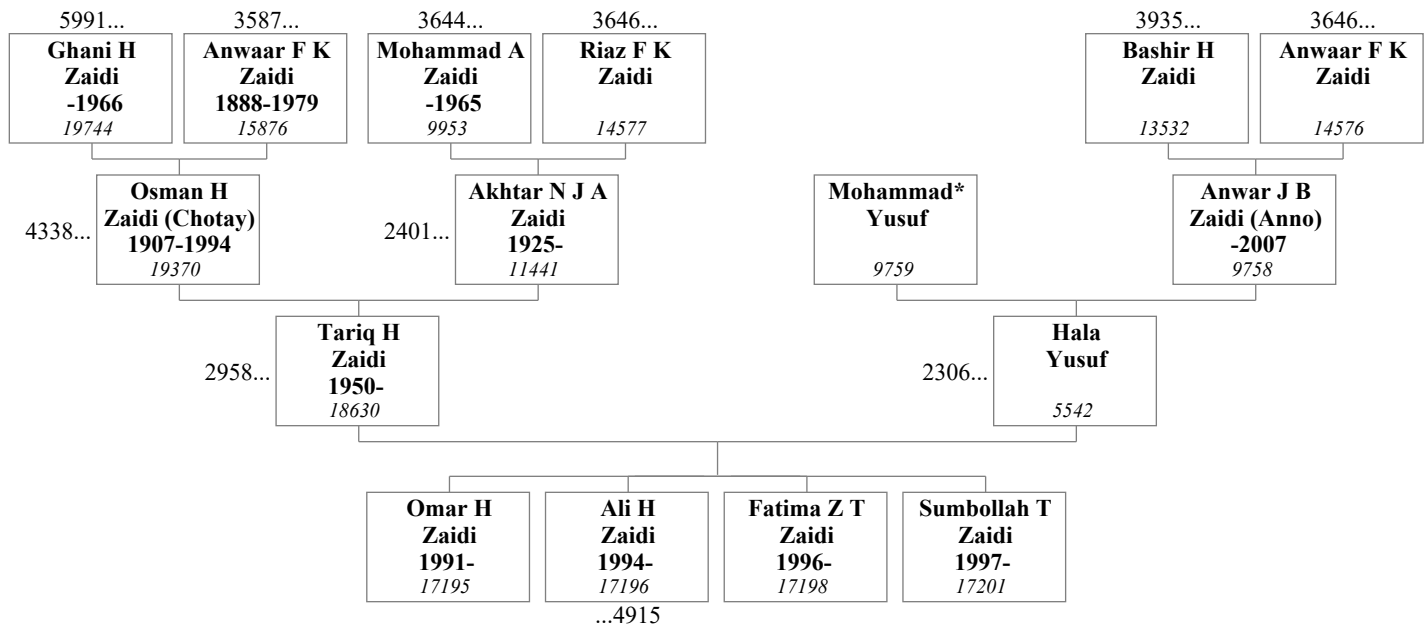 5991...
Ghani H
Zaidi
-1966
19744
3587...
Anwaar F K
Zaidi
1888-1979
15876
3644...
Mohammad A
Zaidi
-1965
9953
3646...
Riaz F K
Zaidi
14577
3935...
Bashir H
Zaidi
13532
3646...
Anwaar F K
Zaidi
14576
4338...
Osman H
Zaidi (Chotay)
1907-1994
19370
2401...
Akhtar N J A
Zaidi
1925-
11441
Mohammad*
Yusuf
9759
Anwar J B
Zaidi (Anno)
-2007
9758
2958...
Tariq H
Zaidi
1950-
18630
2306...
Hala
Yusuf
5542
Omar H
Zaidi
1991-
17195
Ali H
Zaidi
1994-
17196
...4915
Fatima Z T
Zaidi
1996-
17198
Sumbollah T
Zaidi
1997-
17201